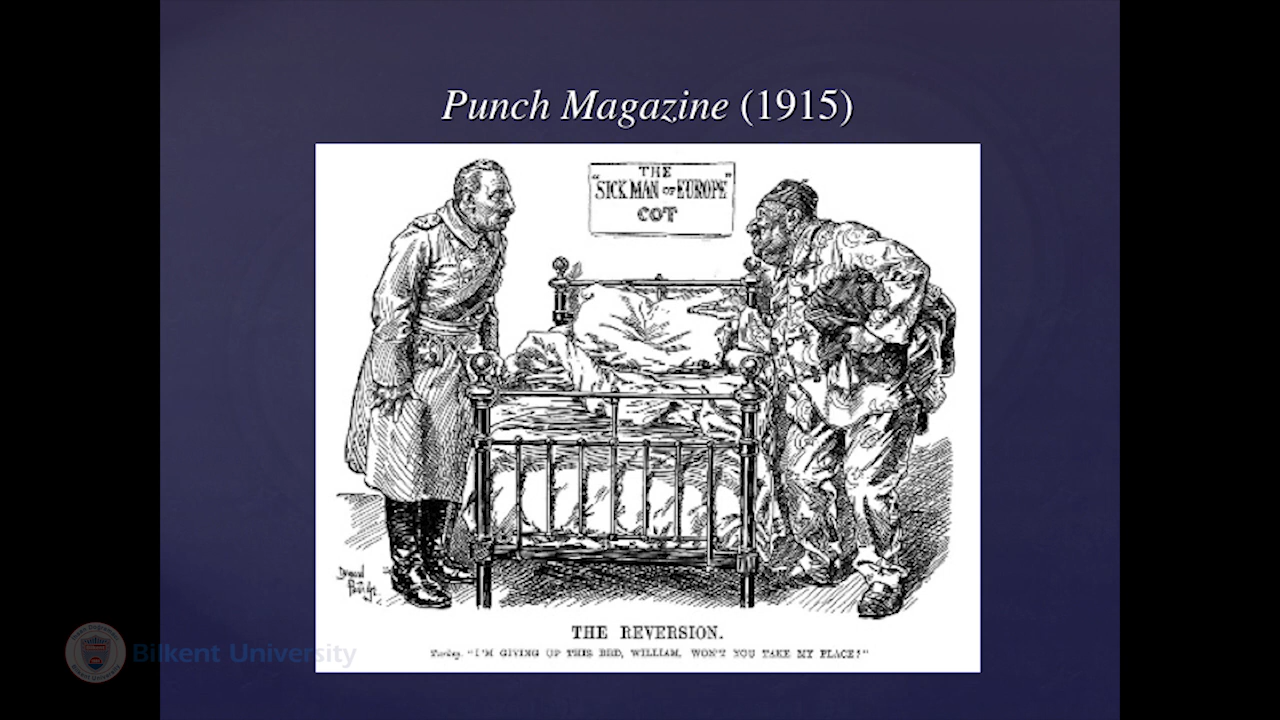 Punch Magazine (1915)
THE
"SICK MAN OF EUROPE"
COT
THE REVERSION.
Turkey. "I'M GIVING UP THIS BED, WILLIAM. WON'T YOU TAKE MY PLACE?"
Bilkent University